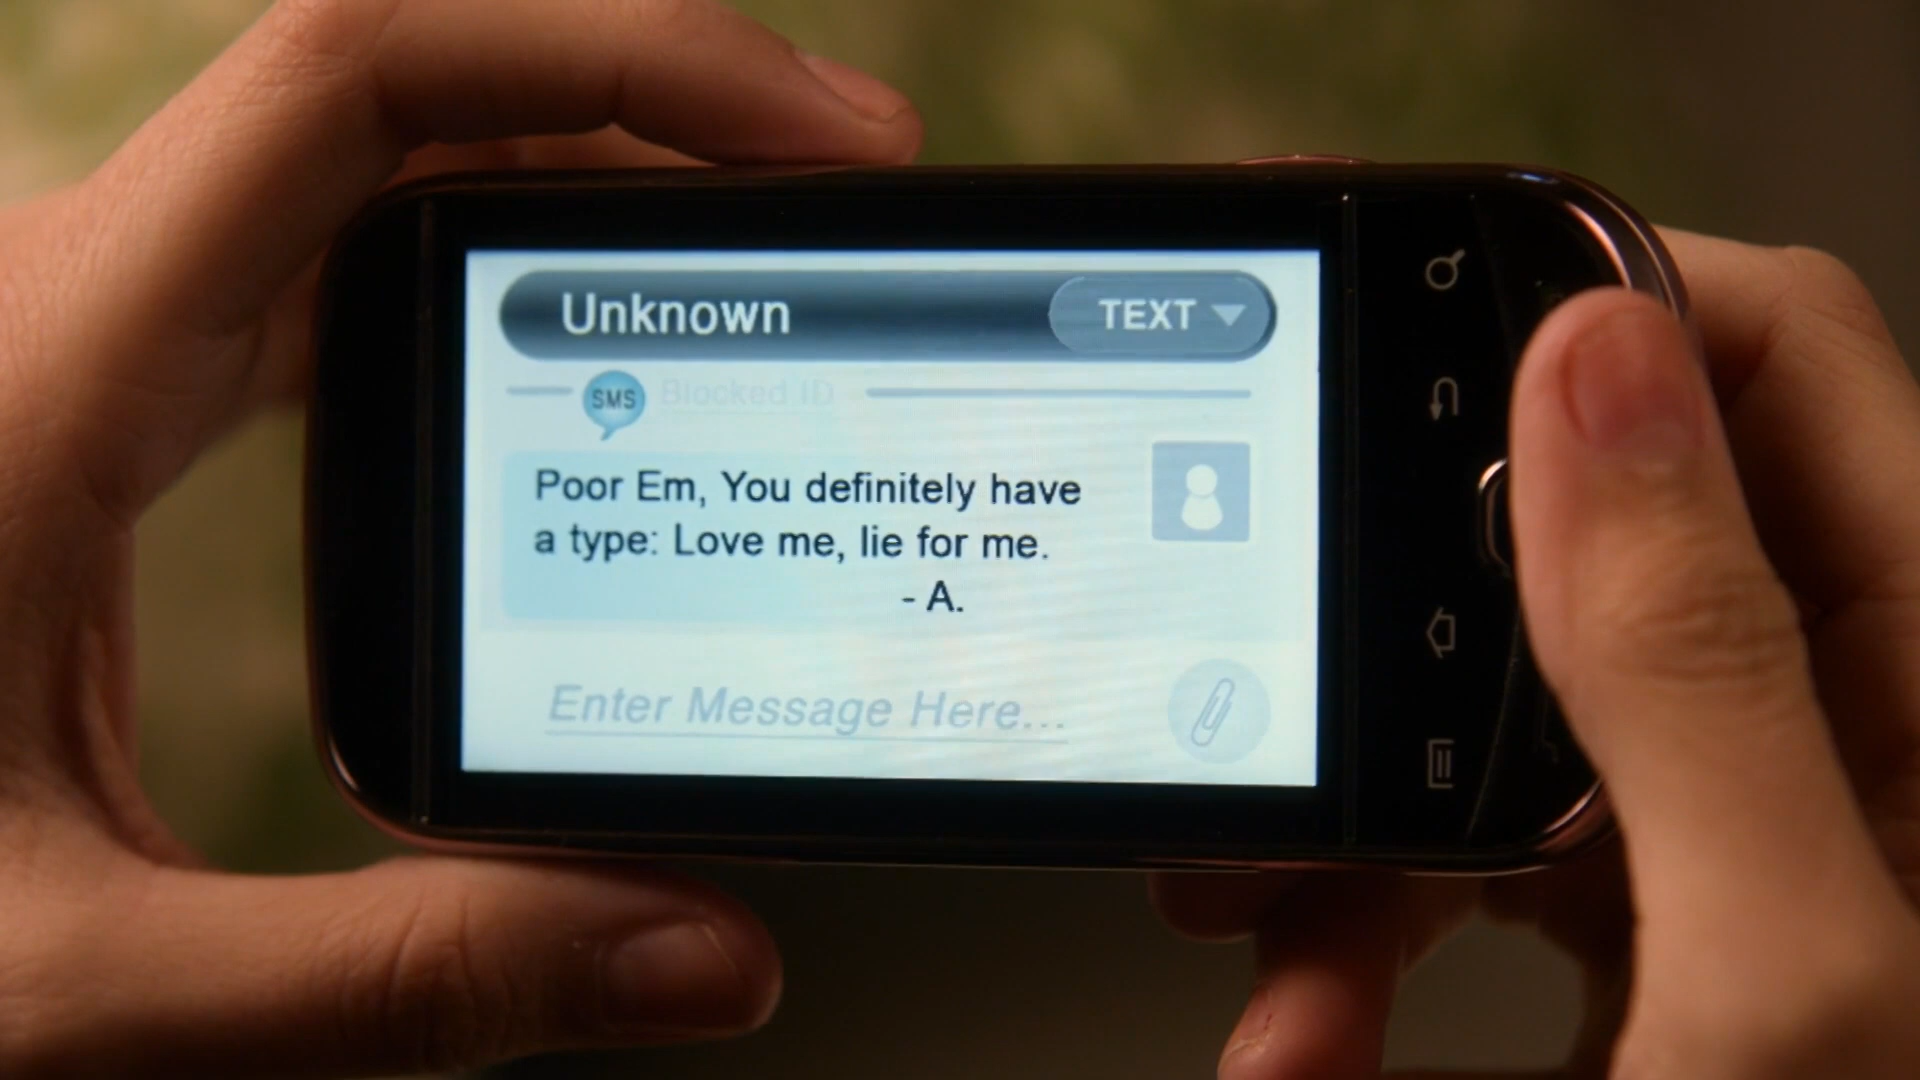 Unknown
TEXT
SMS
Blocked ID
Poor Em, You definitely have
a type: Love me, lie for me.
- A.
Enter Message Here...